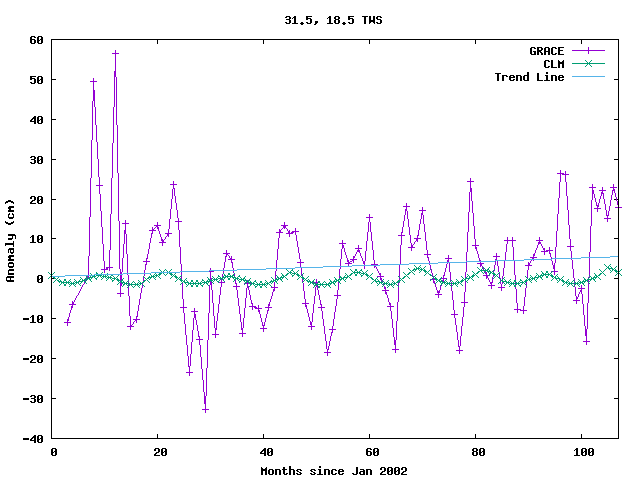 31.5, 18.5 TWS
GRACE
CLM
Trend Line
60
50
40
30
20
10
0
-10
-20
-30
-40
Anomaly (cm)
0 20 40 60 80 100
Months since Jan 2002